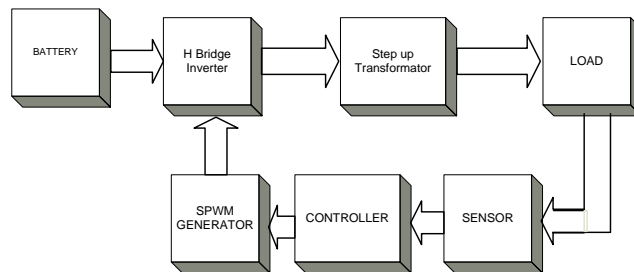 BATTERY
H Bridge
Inverter
Step up
Transformator
LOAD
SPWM
GENERATOR
CONTROLLER
SENSOR